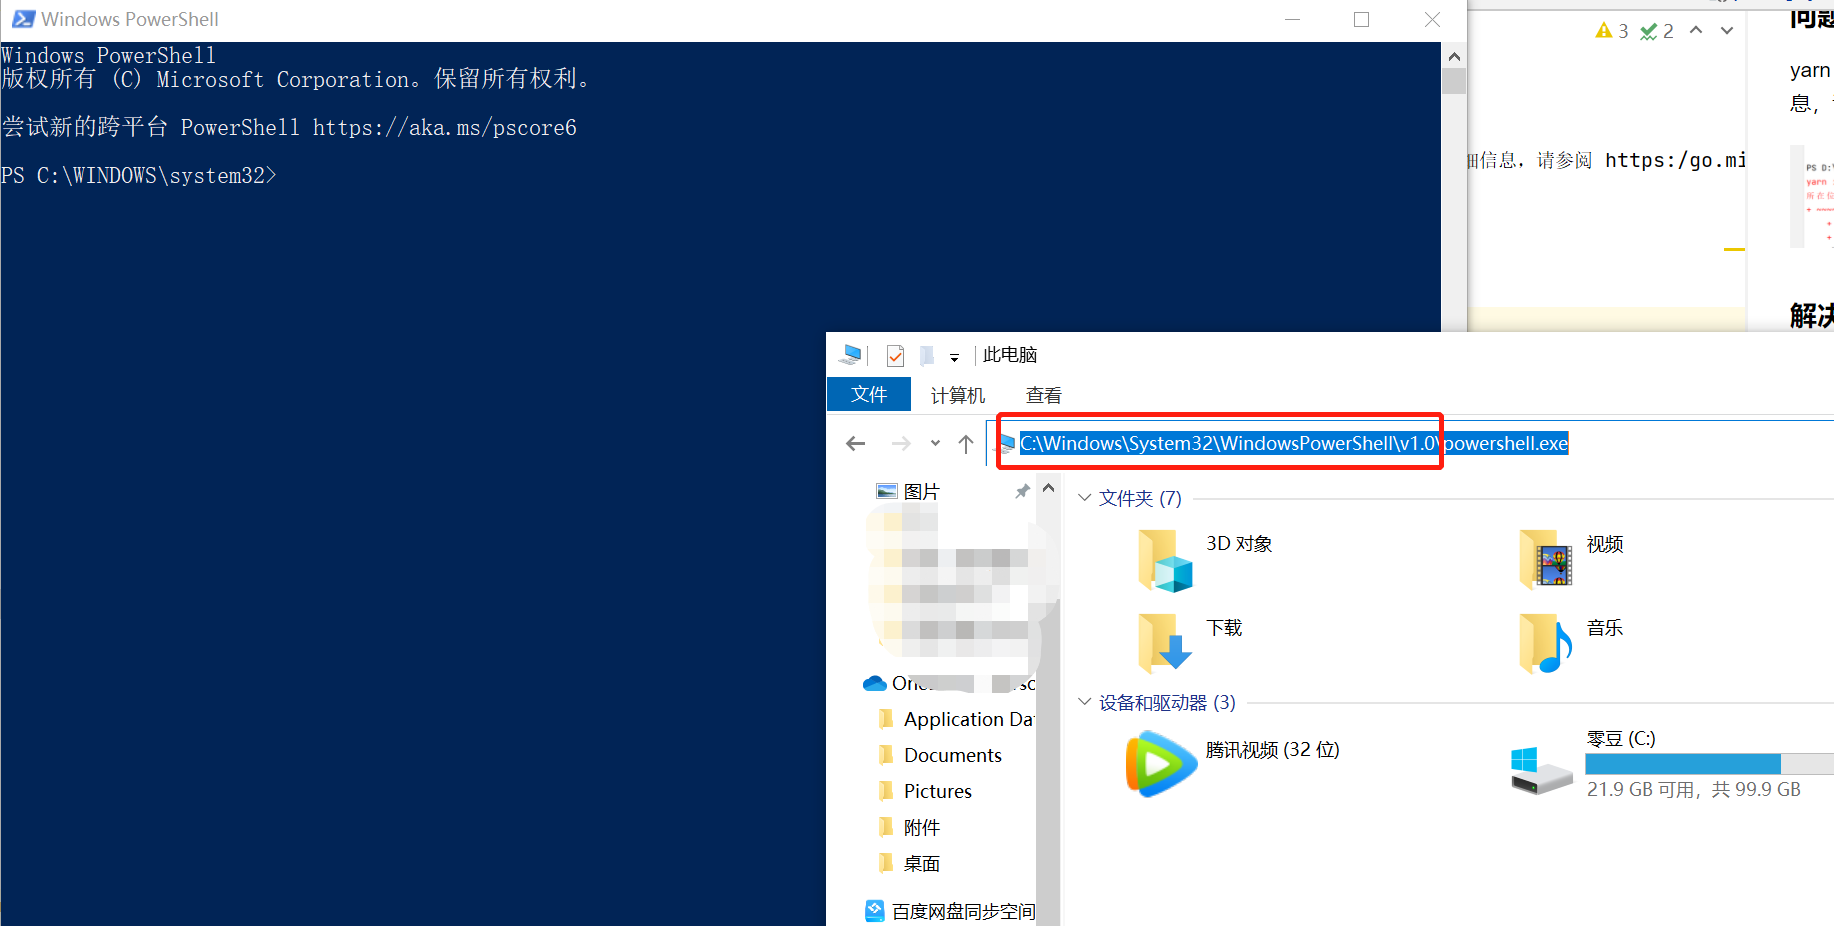 Windows PowerShell
Windows PowerShell
版权所有 (C) Microsoft Corporation。保留所有权利。
尝试新的跨平台 PowerShell https://aka.ms/pscore6
PS C:\WINDOWS\system32>
3 2
细信息，请参阅 https:/go.mi
yarn
息，
PS D:\
yarn
所在位
+ ~~~~
+
+
解决
此电脑
文件 计算机 查看
C:\Windows\System32\WindowsPowerShell\v1.0\powershell.exe
图片
Application Da
Documents
Pictures
附件
桌面
百度网盘同步空间
文件夹 (7)
3D 对象
视频
下载
音乐
设备和驱动器 (3)
腾讯视频 (32 位)
零豆 (C:)
21.9 GB 可用，共 99.9 GB